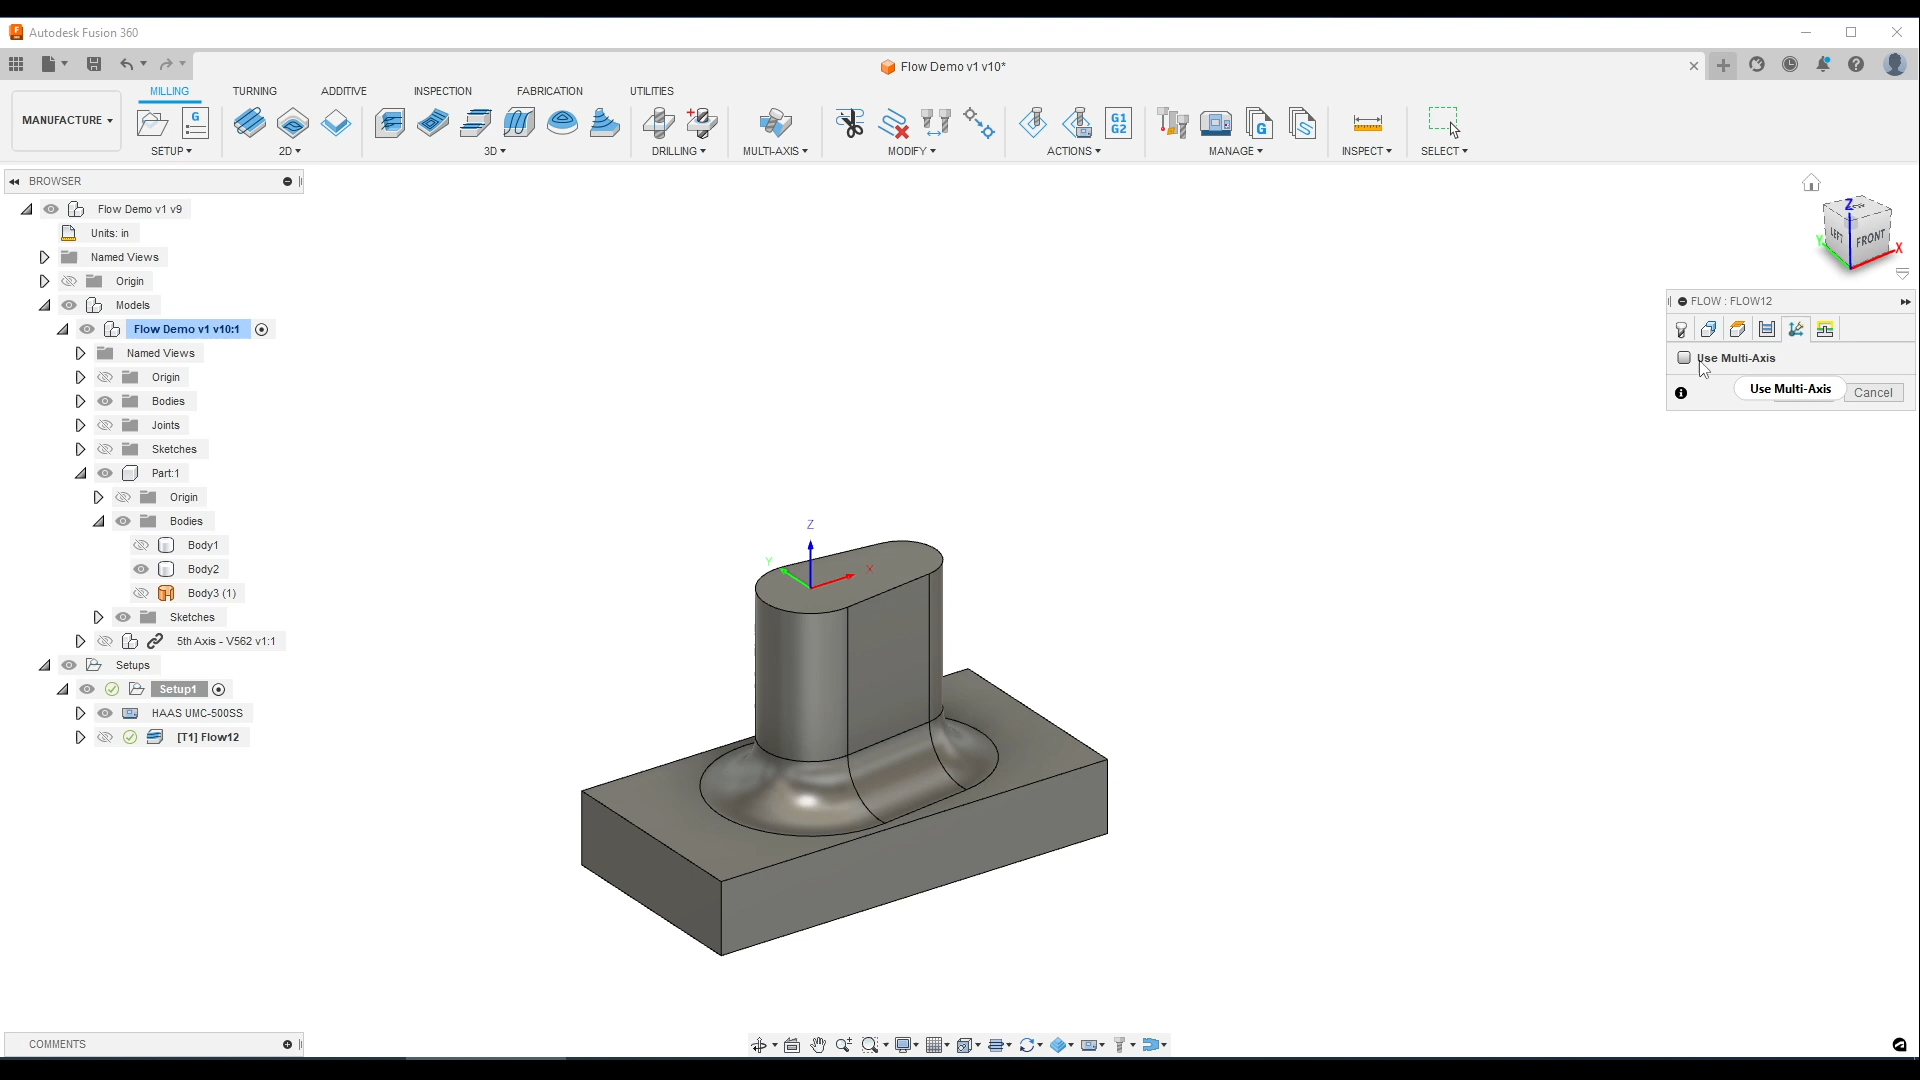 Autodesk Fusion 360
Flow Demo v1 v10*
MILLING
TURNING
ADDITIVE
INSPECTION
FABRICATION
UTILITIES
MANUFACTURE
G
G1
G2
G
SETUP
2D
3D
DRILLING
MULTI-AXIS
MODIFY
ACTIONS
MANAGE
INSPECT
SELECT
BROWSER
Flow Demo v1 v9
Units: in
Named Views
Origin
Models
Flow Demo v1 v10:1
Named Views
Origin
Bodies
Joints
Sketches
Part:1
Origin
Bodies
Body1
Body2
Body3 (1)
Sketches
5th Axis - V562 v1:1
Setups
Setup1
HAAS UMC-500SS
[T1] Flow12
Z
Y
X
Z
LEFT
FRONT
Y
X
FLOW : FLOW12
Use Multi-Axis
Use Multi-Axis
Cancel
COMMENTS